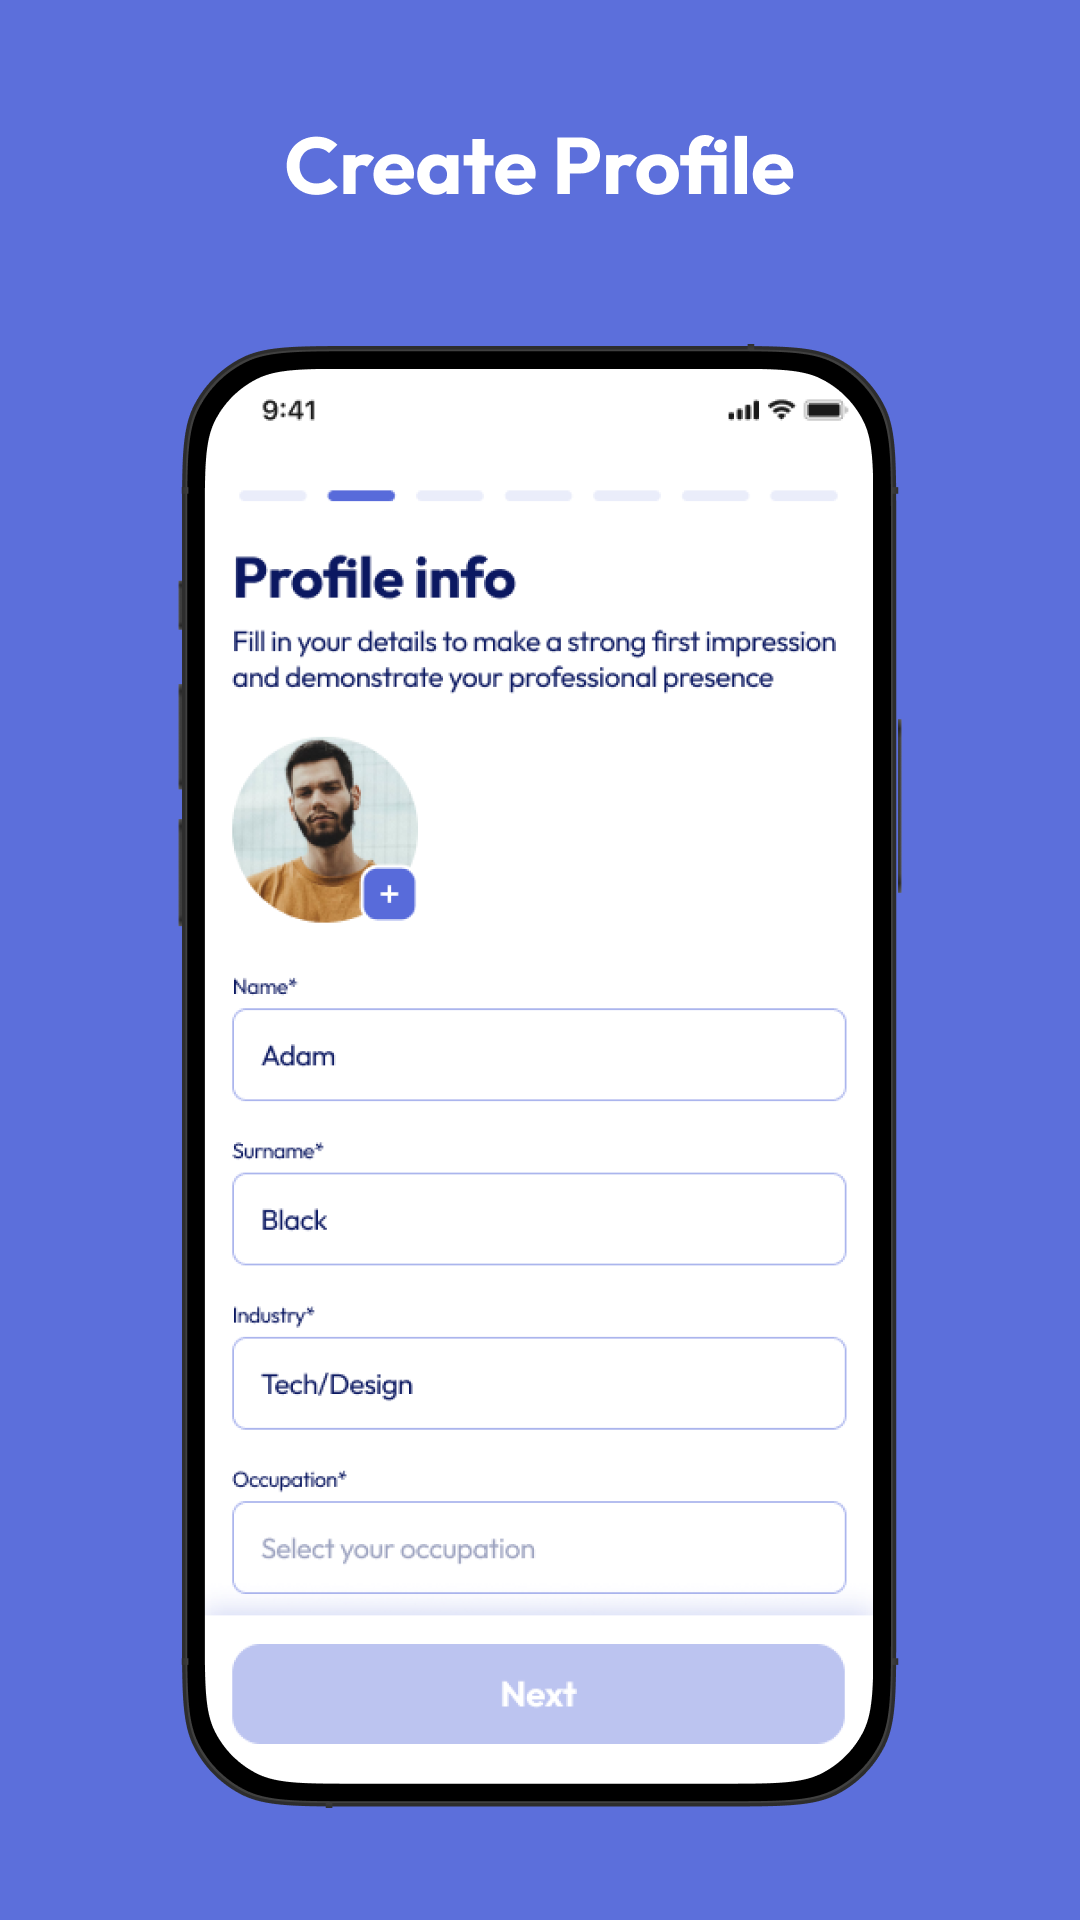 Create Profile
9:41
Profile info
Fill in your details to make a strong first impression
and demonstrate your professional presence
+
Name*
Adam
Surname*
Black
Industry*
Tech/Design
Occupation*
Select your occupation
Next